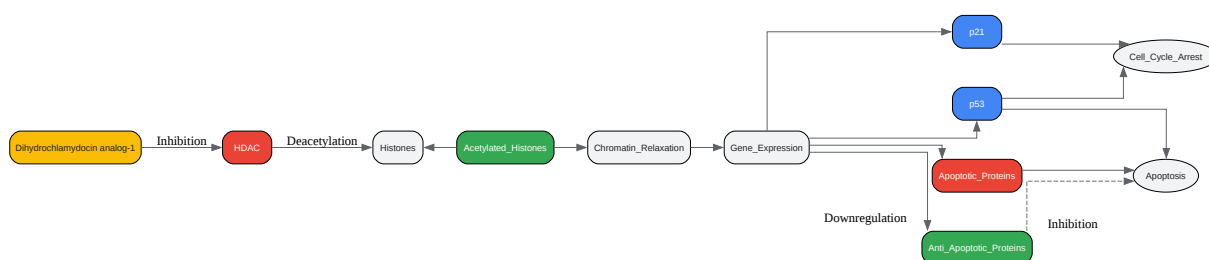 p21
Cell_Cycle_Arrest
p53
Inhibition
Deacetylation
Dihydrochlamydocin analog-1
HDAC
Histones
Acetylated_Histones
Chromatin_Relaxation
Gene_Expression
Apoptotic_Proteins
Apoptosis
Downregulation
Inhibition
Anti_Apoptotic_Proteins